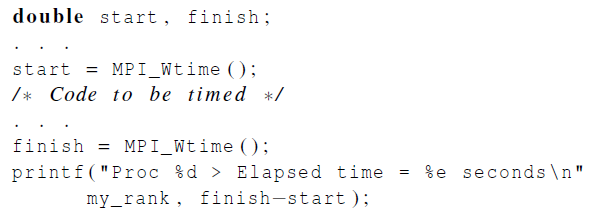 double start, finish;
. . .
start = MPI_Wtime();
/* Code to be timed */
. . .
finish = MPI_Wtime();
printf("Proc %d > Elapsed time = %e seconds\n"
my_rank, finish-start);